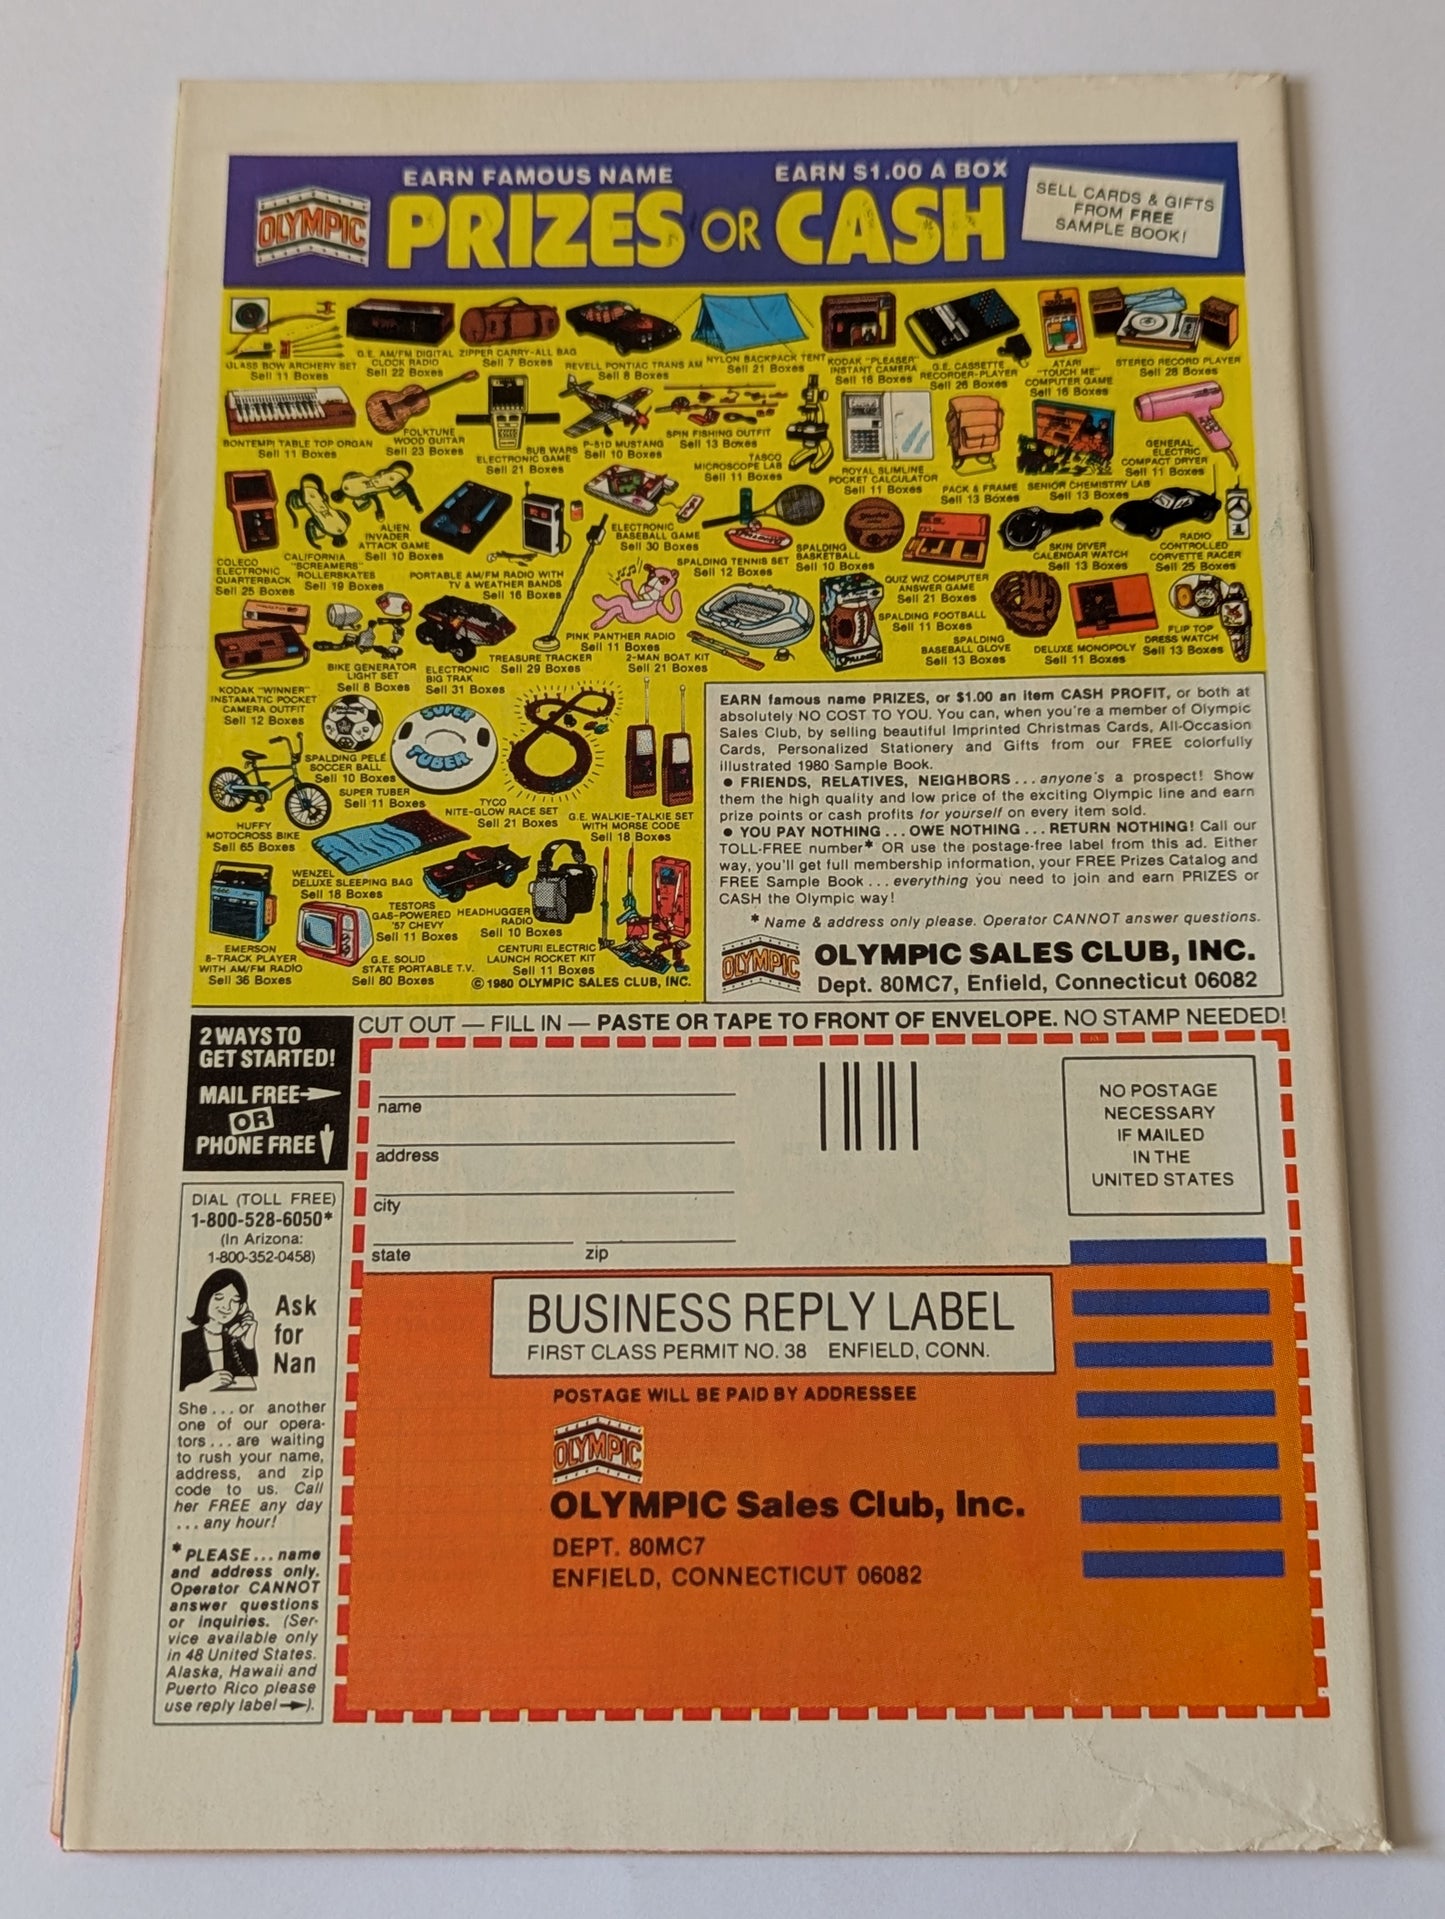 EARN FAMOUS NAME
PRIZES OR CASH
EARN $1.00 A BOX
OLYMPIC
SELL CARDS & GIFTS
FROM FREE
SAMPLE BOOK!
GLASS BOW ARCHERY SET
Sell 11 Boxes
G.E. AM/FM DIGITAL
CLOCK RADIO
Sell 22 Boxes
ZIPPER CARRY-ALL BAG
Sell 7 Boxes
REVELL PONTIAC TRANS AM
Sell 8 Boxes
NYLON BACKPACK TENT
Sell 21 Boxes
KODAK "PLEASER"
INSTANT CAMERA
Sell 16 Boxes
G.E. CASSETTE
RECORDER-PLAYER
Sell 26 Boxes
ATARI
"TOUCH ME"
COMPUTER GAME
Sell 16 Boxes
STEREO RECORD PLAYER
Sell 28 Boxes
BONTEMPI TABLE TOP ORGAN
Sell 11 Boxes
FOLKTUNE
WOOD GUITAR
Sell 23 Boxes
SUB WARS
ELECTRONIC GAME
Sell 21 Boxes
P-51D MUSTANG
Sell 10 Boxes
SPIN FISHING OUTFIT
Sell 13 Boxes
TASCO
MICROSCOPE LAB
Sell 11 Boxes
ROYAL SLIMLINE
POCKET CALCULATOR
Sell 11 Boxes
PACK & FRAME
Sell 13 Boxes
SENIOR CHEMISTRY LAB
Sell 13 Boxes
GENERAL
ELECTRIC
COMPACT DRYER
Sell 11 Boxes
COLECO
ELECTRONIC
QUARTERBACK
Sell 25 Boxes
CALIFORNIA
"SCREAMERS"
ROLLERSKATES
Sell 19 Boxes
ALIEN
INVADER
ATTACK GAME
Sell 10 Boxes
PORTABLE AM/FM RADIO WITH
TV & WEATHER BANDS
Sell 16 Boxes
ELECTRONIC
BASEBALL GAME
Sell 30 Boxes
SPALDING TENNIS SET
Sell 12 Boxes
SPALDING
BASKETBALL
Sell 10 Boxes
QUIZ WIZ COMPUTER
ANSWER GAME
Sell 21 Boxes
SKIN DIVER
CALENDAR WATCH
Sell 13 Boxes
RADIO
CONTROLLED
CORVETTE RACER
Sell 25 Boxes
KODAK "WINNER"
INSTAMATIC POCKET
CAMERA OUTFIT
Sell 12 Boxes
BIKE GENERATOR
LIGHT SET
Sell 8 Boxes
ELECTRONIC
BIG TRAK
Sell 31 Boxes
TREASURE TRACKER
Sell 29 Boxes
PINK PANTHER RADIO
Sell 11 Boxes
2-MAN BOAT KIT
Sell 21 Boxes
SPALDING FOOTBALL
Sell 11 Boxes
SPALDING
BASEBALL GLOVE
Sell 13 Boxes
DELUXE MONOPOLY
Sell 11 Boxes
FLIP TOP
DRESS WATCH
Sell 13 Boxes
SPALDING PELÉ
SOCCER BALL
Sell 10 Boxes
SUPER
TUBER
SUPER TUBER
Sell 11 Boxes
TYCO
NITE-GLOW RACE SET
Sell 21 Boxes
G.E. WALKIE-TALKIE SET
WITH MORSE CODE
Sell 18 Boxes
HUFFY
MOTOCROSS BIKE
Sell 65 Boxes
WENZEL
DELUXE SLEEPING BAG
Sell 18 Boxes
TESTORS
GAS-POWERED
'57 CHEVY
Sell 11 Boxes
HEADHUGGER
RADIO
Sell 10 Boxes
CENTURI ELECTRIC
LAUNCH ROCKET KIT
Sell 11 Boxes
EMERSON
8-TRACK PLAYER
WITH AM/FM RADIO
Sell 36 Boxes
G.E. SOLID
STATE PORTABLE T.V.
Sell 80 Boxes
© 1980 OLYMPIC SALES CLUB, INC.
EARN famous name PRIZES, or $1.00 an item CASH PROFIT, or both at
absolutely NO COST TO YOU. You can, when you're a member of Olympic
Sales Club, by selling beautiful Imprinted Christmas Cards, All-Occasion
Cards, Personalized Stationery and Gifts from our FREE colorfully
illustrated 1980 Sample Book.
• FRIENDS, RELATIVES, NEIGHBORS...anyone's a prospect! Show
them the high quality and low price of the exciting Olympic line and earn
prize points or cash profits for yourself on every item sold.
• YOU PAY NOTHING...OWE NOTHING...RETURN NOTHING! Call our
TOLL-FREE number* OR use the postage-free label from this ad. Either
way, you'll get full membership information, your FREE Prizes Catalog and
FREE Sample Book...everything you need to join and earn PRIZES or
CASH the Olympic way!
* Name & address only please. Operator CANNOT answer questions.
OLYMPIC
OLYMPIC SALES CLUB, INC.
Dept. 80MC7, Enfield, Connecticut 06082
2 WAYS TO
GET STARTED!
MAIL FREE
OR
PHONE FREE
CUT OUT — FILL IN — PASTE OR TAPE TO FRONT OF ENVELOPE. NO STAMP NEEDED!
name
address
city
state zip
NO POSTAGE
NECESSARY
IF MAILED
IN THE
UNITED STATES
DIAL (TOLL FREE)
1-800-528-6050*
(In Arizona:
1-800-352-0458)
Ask
for
Nan
She...or another
one of our opera-
tors...are waiting
to rush your name,
address, and zip
code to us. Call
her FREE any day
...any hour!
* PLEASE...name
and address only.
Operator CANNOT
answer questions
or inquiries. (Ser-
vice available only
in 48 United States.
Alaska, Hawaii and
Puerto Rico please
use reply label).
BUSINESS REPLY LABEL
FIRST CLASS PERMIT NO. 38 ENFIELD, CONN.
POSTAGE WILL BE PAID BY ADDRESSEE
OLYMPIC
OLYMPIC Sales Club, Inc.
DEPT. 80MC7
ENFIELD, CONNECTICUT 06082